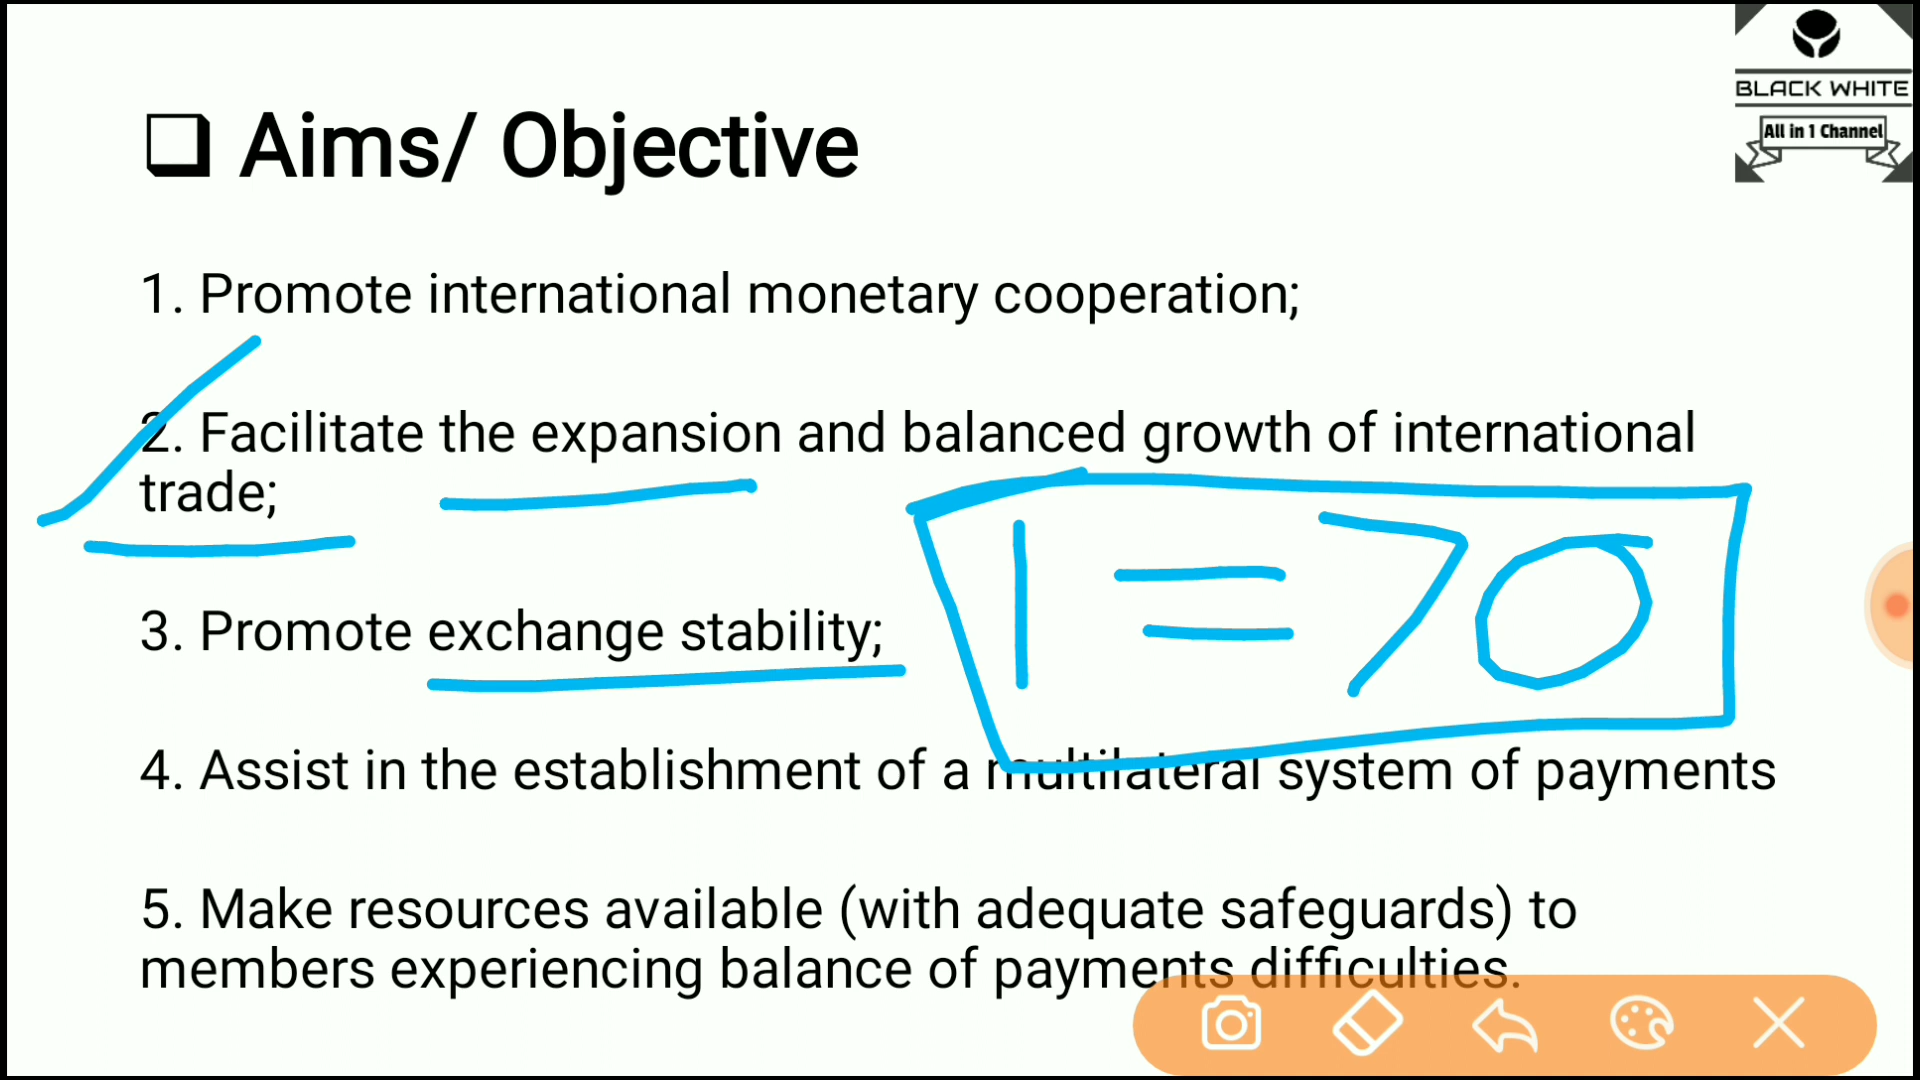 BLACK WHITE
All in 1 Channel
❑ Aims/ Objective
1. Promote international monetary cooperation;
2. Facilitate the expansion and balanced growth of international
trade;
1 = 70
3. Promote exchange stability;
4. Assist in the establishment of a multilateral system of payments
5. Make resources available (with adequate safeguards) to
members experiencing balance of payments difficulties.